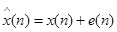 x̂(n) = x(n) + e(n)